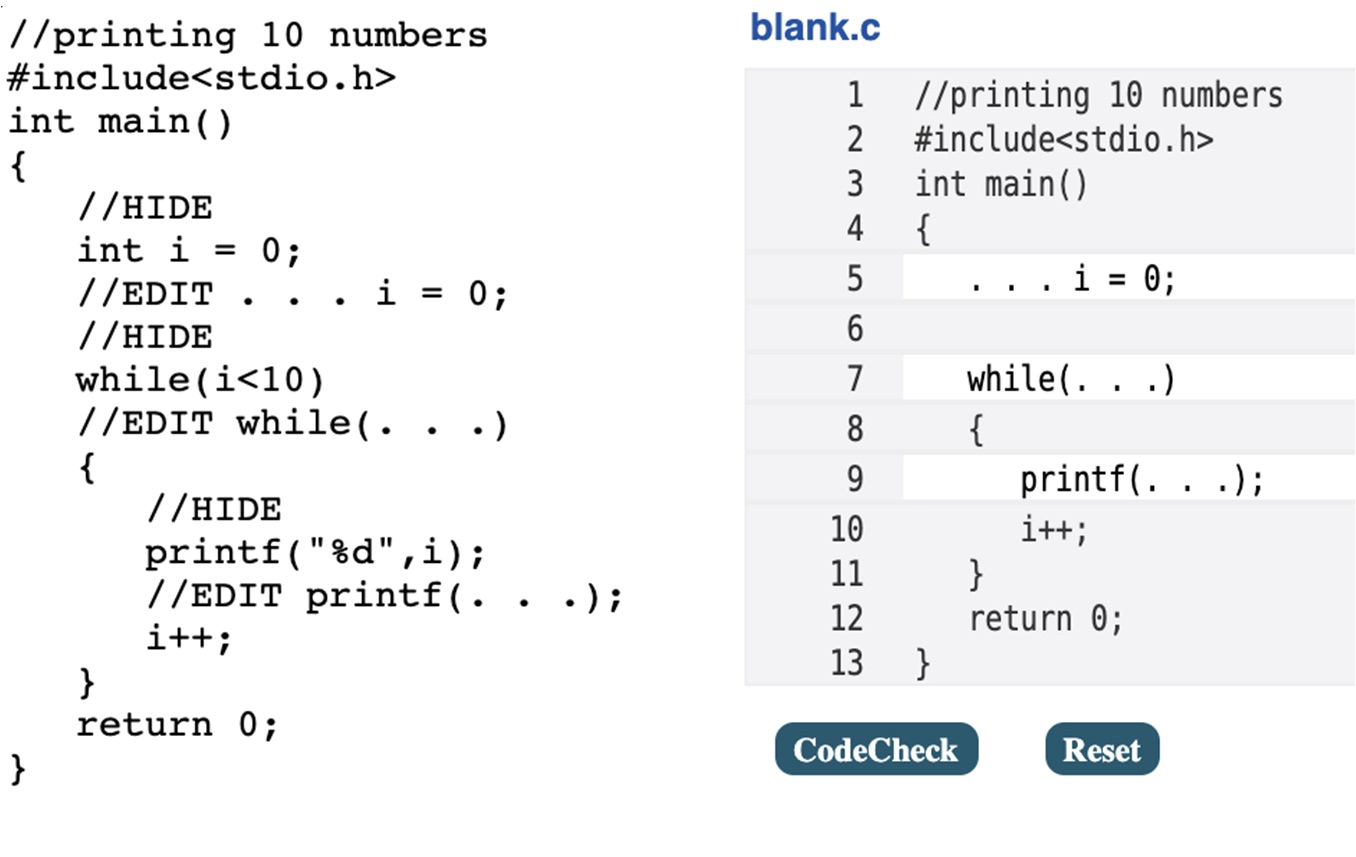 //printing 10 numbers
#include<stdio.h>
int main()
{
//HIDE
int i = 0;
//EDIT . . . i = 0;
//HIDE
while(i<10)
//EDIT while(. . .)
{
//HIDE
printf("%d",i);
//EDIT printf(. . .);
i++;
}
return 0;
}
blank.c
1 //printing 10 numbers
2 #include<stdio.h>
3 int main()
4 {
5 . . . i = 0;
6
7 while(. . .)
8 {
9 printf(. . .);
10 i++;
11 }
12 return 0;
13 }
CodeCheck Reset